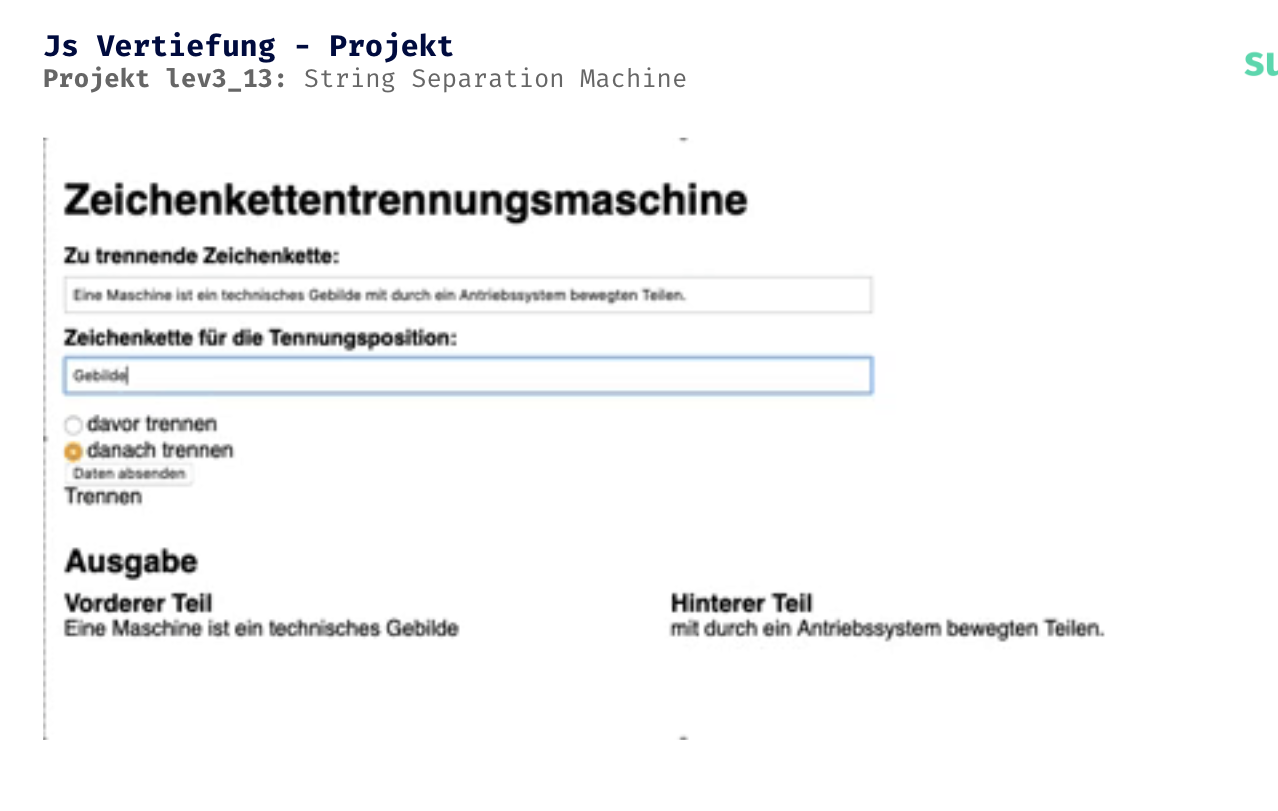 Js Vertiefung - Projekt
Projekt lev3_13: String Separation Machine
Zeichenkettentrennungsmaschine
Zu trennende Zeichenkette:
Eine Maschine ist ein technisches Gebilde mit durch ein Antriebssystem bewegten Teilen.
Zeichenkette für die Tennungsposition:
Gebilde
davor trennen
danach trennen
Daten absenden
Trennen
Ausgabe
Vorderer Teil
Eine Maschine ist ein technisches Gebilde
Hinterer Teil
mit durch ein Antriebssystem bewegten Teilen.